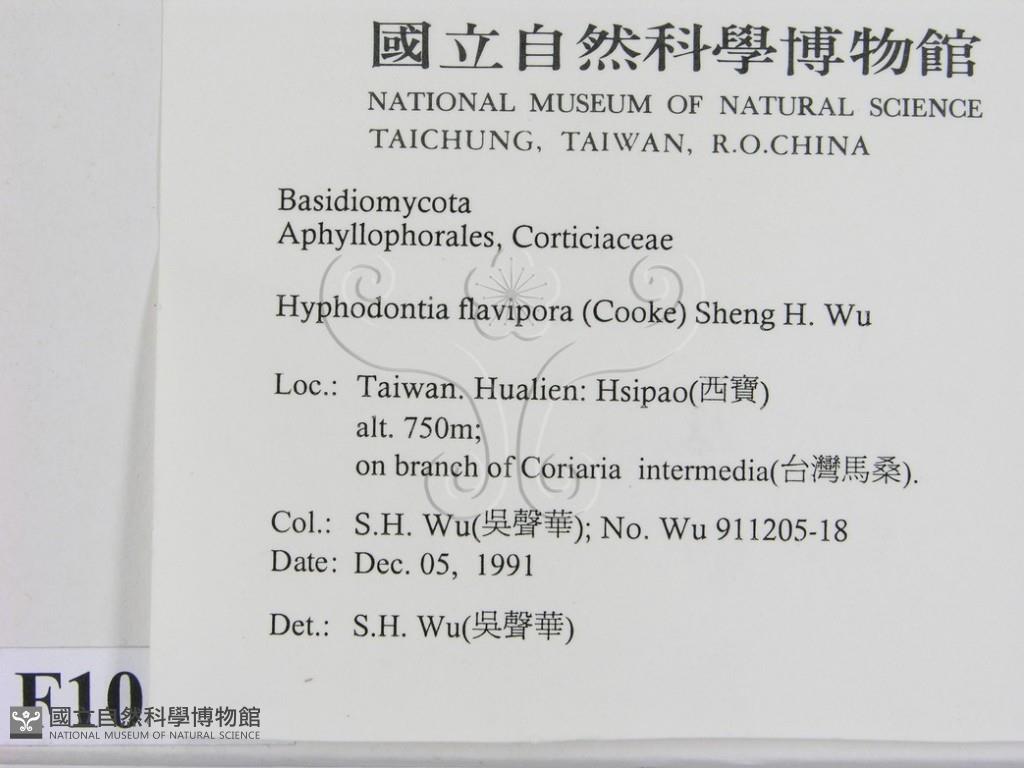 國立自然科學博物館
NATIONAL MUSEUM OF NATURAL SCIENCE
TAICHUNG, TAIWAN, R.O.CHINA
Basidiomycota
Aphyllophorales, Corticiaceae
Hyphodontia flavipora (Cooke) Sheng H. Wu
Loc.: Taiwan. Hualien: Hsipao(西寶)
alt. 750m;
on branch of Coriaria intermedia(台灣馬桑).
Col.: S.H. Wu(吳聲華); No. Wu 911205-18
Date: Dec. 05, 1991
Det.: S.H. Wu(吳聲華)
F10
國立自然科學博物館
NATIONAL MUSEUM OF NATURAL SCIENCE